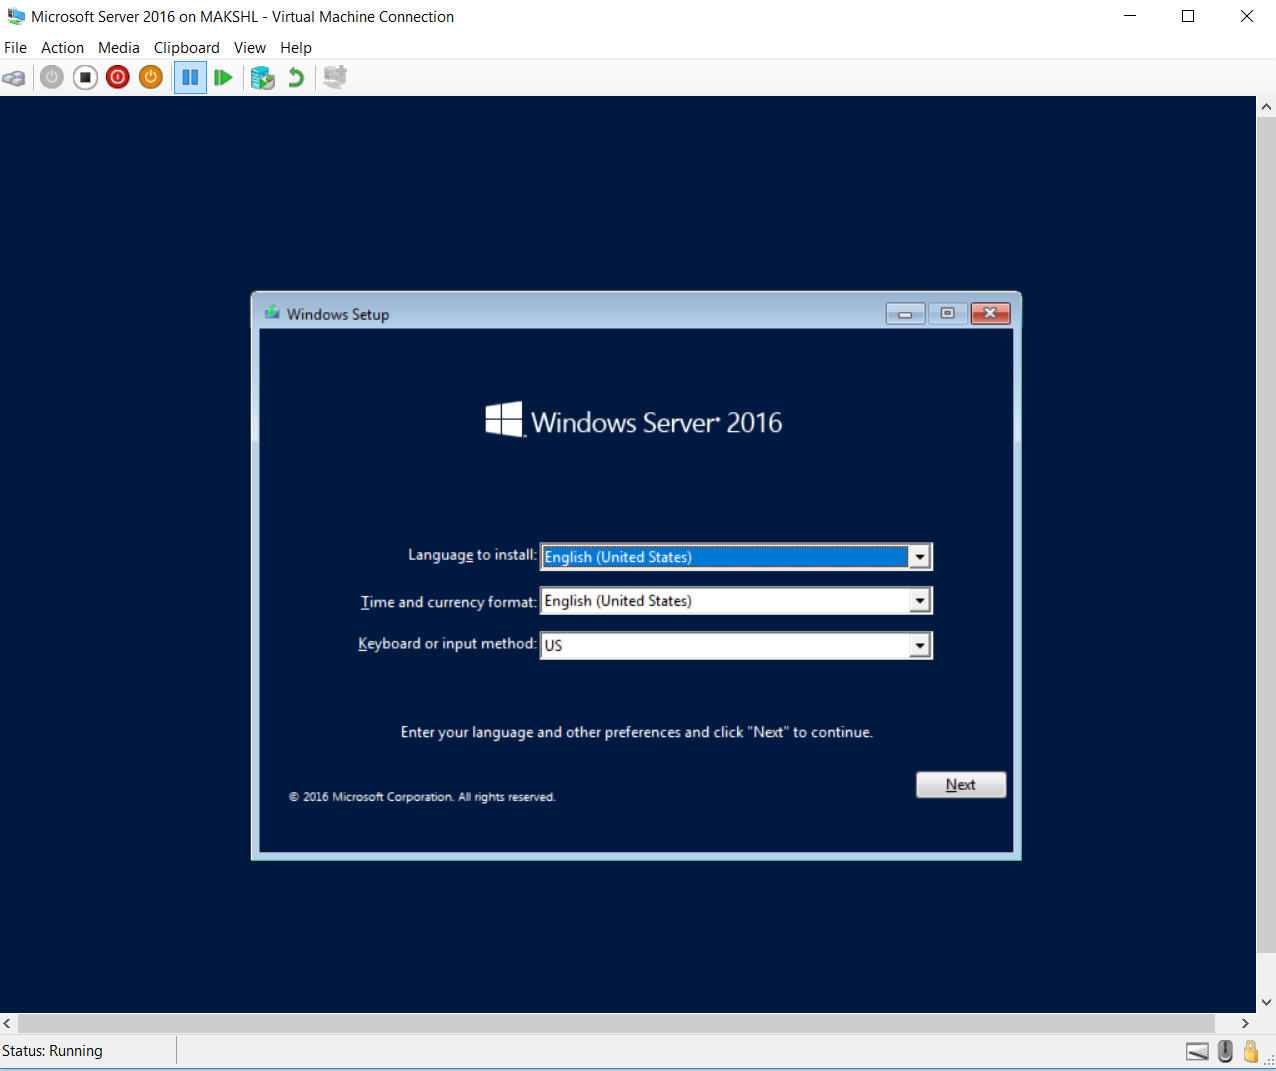 Microsoft Server 2016 on MAKSHL - Virtual Machine Connection
File Action Media Clipboard View Help
Windows Setup
Windows Server 2016
Language to install: English (United States)
Time and currency format: English (United States)
Keyboard or input method: US
Enter your language and other preferences and click "Next" to continue.
Next
© 2016 Microsoft Corporation. All rights reserved.
Status: Running